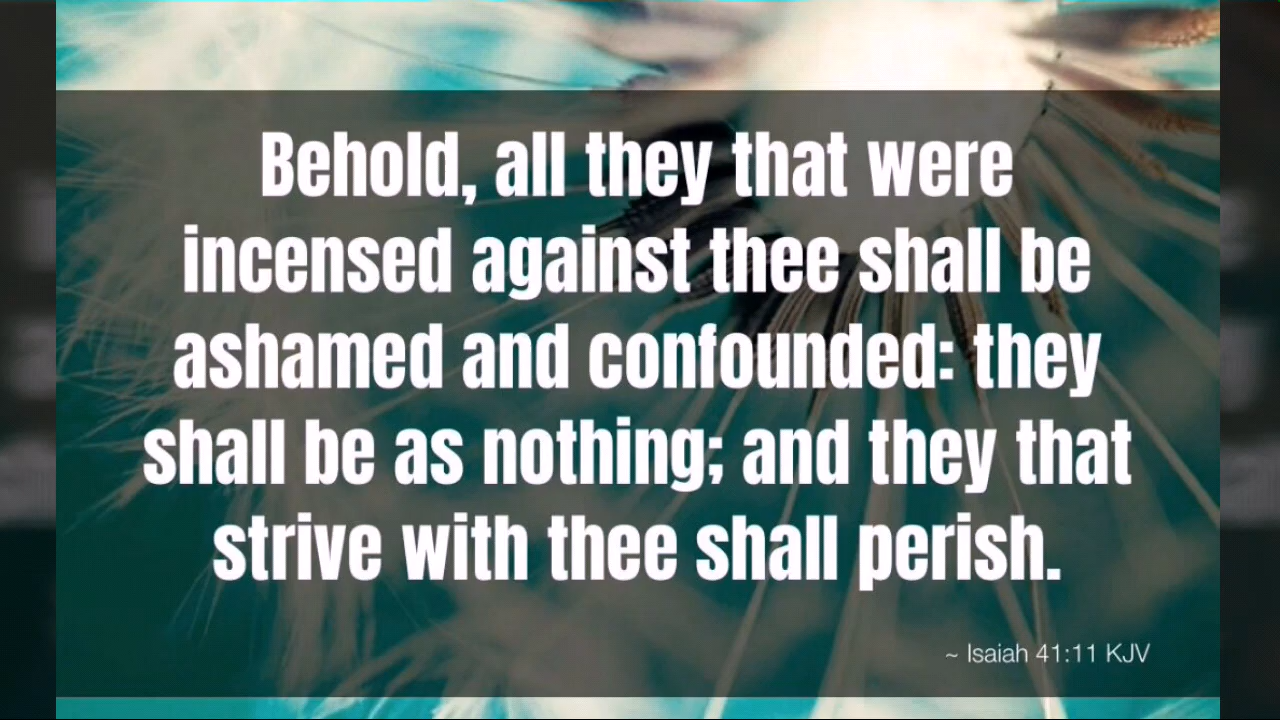 Behold, all they that were
incensed against thee shall be
ashamed and confounded: they
shall be as nothing; and they that
strive with thee shall perish.
~ Isaiah 41:11 KJV